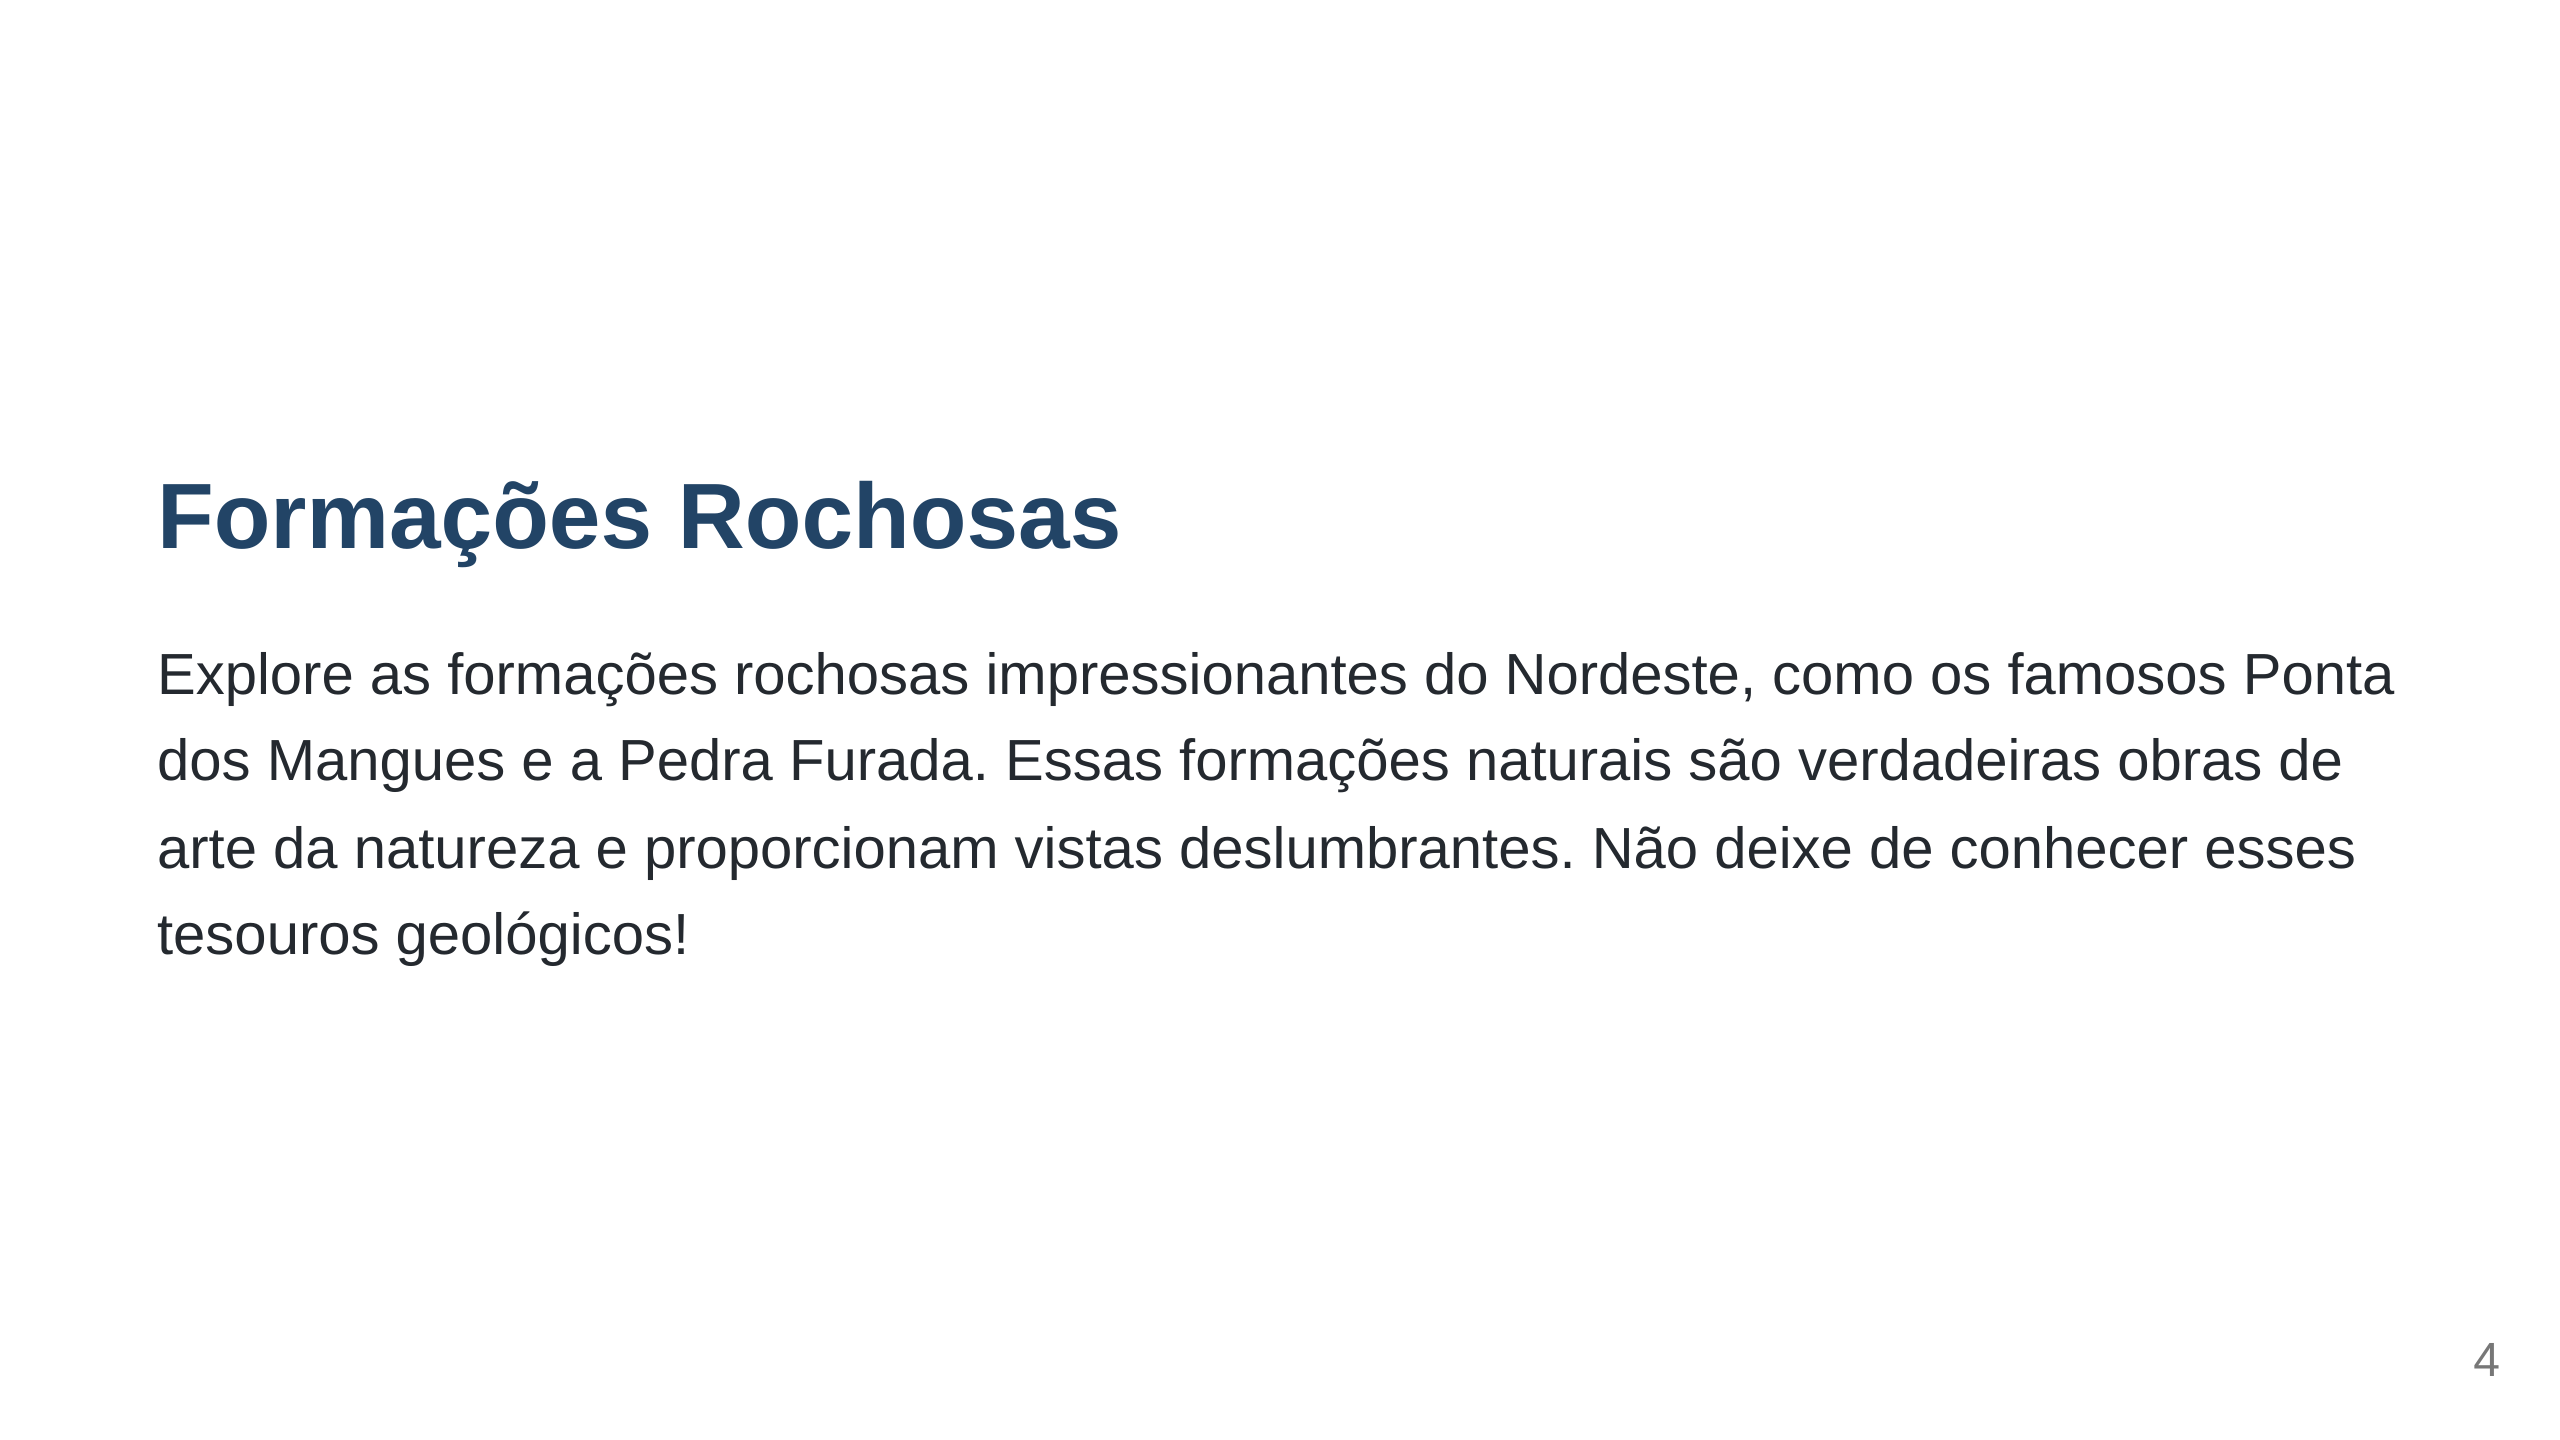 Formações Rochosas
Explore as formações rochosas impressionantes do Nordeste, como os famosos Ponta
dos Mangues e a Pedra Furada. Essas formações naturais são verdadeiras obras de
arte da natureza e proporcionam vistas deslumbrantes. Não deixe de conhecer esses
tesouros geológicos!
4